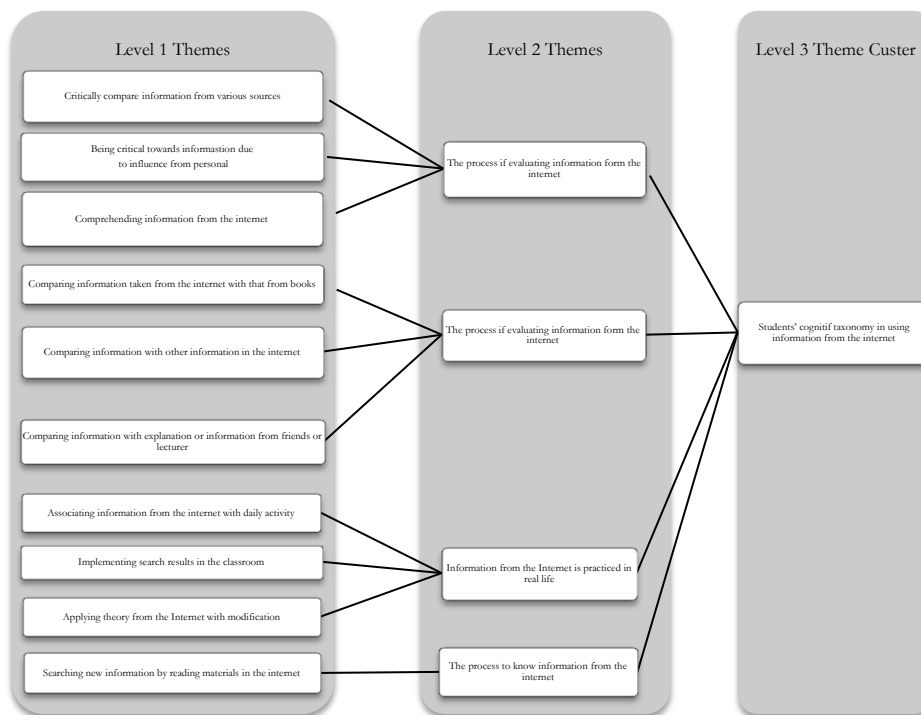 Level 1 Themes
Critically compare information from various sources
Being critical towards informastion due
to influence from personal
Comprehending information from the internet
Comparing information taken from the internet with that from books
Comparing information with other information in the internet
Comparing information with explanation or information from friends or
lecturer
Associating information from the internet with daily activity
Implementing search results in the classroom
Applying theory from the Internet with modification
Searching new information by reading materials in the internet
Level 2 Themes
The process if evaluating information form the
internet
The process if evaluating information form the
internet
Information from the Internet is practiced in
real life
The process to know information from the
internet
Level 3 Theme Custer
Students' cognitif taxonomy in using
information from the internet